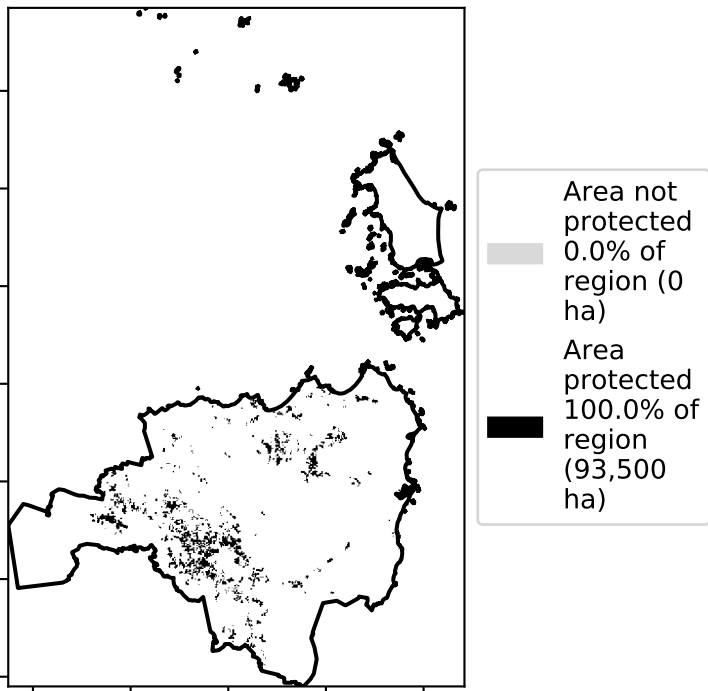 Area not
protected
0.0% of
region (0
ha)
Area
protected
100.0% of
region
(93,500
ha)